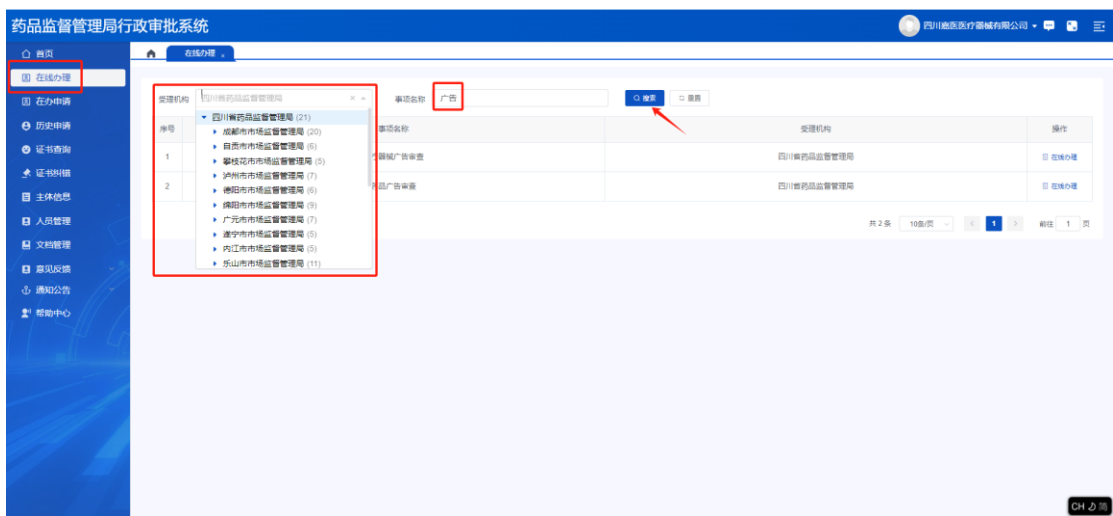 药品监督管理局行政审批系统
四川皰医医疗器械有限公司
首页
在线办理
在线办理
在办申请
历史申请
证书查询
证书纠错
主体信息
人员管理
文档管理
意见反馈
通知公告
帮助中心
受理机构 四川省药品监督管理局 事项名称 广告 搜索 重置
四川省药品监督管理局 (21)
成都市市场监督管理局 (20)
自贡市市场监督管理局 (6)
攀枝花市市场监督管理局 (5)
泸州市市场监督管理局 (7)
德阳市市场监督管理局 (6)
绵阳市市场监督管理局 (9)
广元市市场监督管理局 (7)
遂宁市市场监督管理局 (5)
内江市市场监督管理局 (5)
乐山市市场监督管理局 (11)
序号 事项名称 受理机构 操作
1 器械广告审查 四川省药品监督管理局 在线办理
2 品广告审查 四川省药品监督管理局 在线办理
共 2 条 10条/页 1 前往 1 页
CH 简